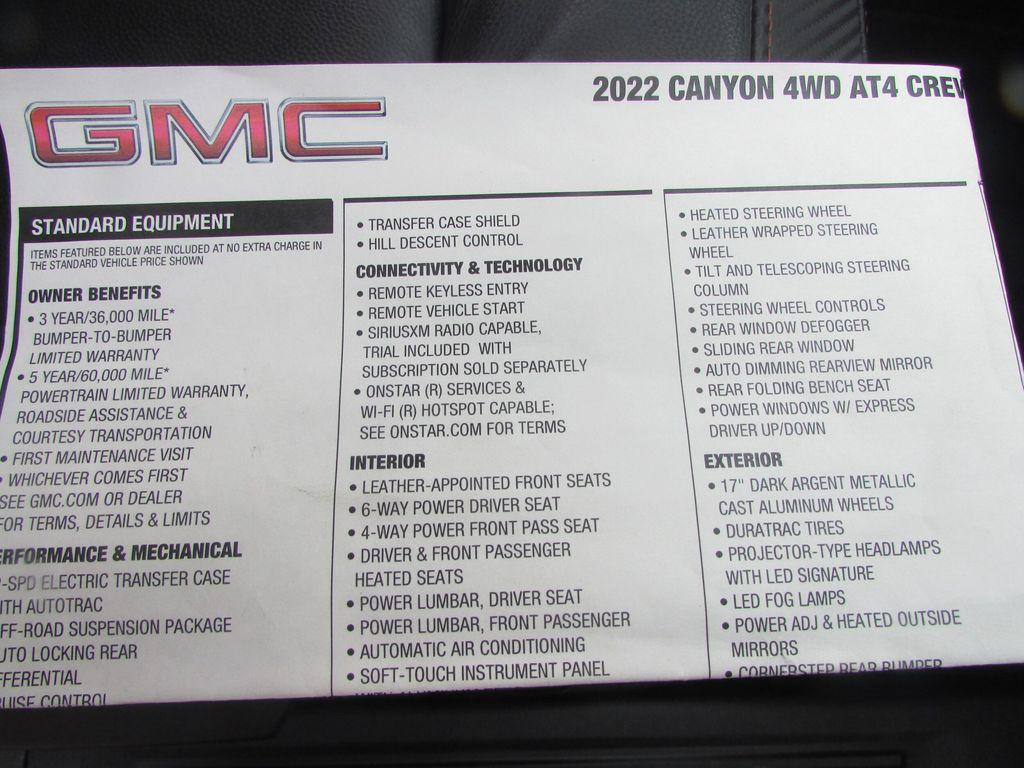 GMC
2022 CANYON 4WD AT4 CREW
STANDARD EQUIPMENT
ITEMS FEATURED BELOW ARE INCLUDED AT NO EXTRA CHARGE IN
THE STANDARD VEHICLE PRICE SHOWN
OWNER BENEFITS
• 3 YEAR/36,000 MILE*
BUMPER-TO-BUMPER
LIMITED WARRANTY
• 5 YEAR/60,000 MILE*
POWERTRAIN LIMITED WARRANTY,
ROADSIDE ASSISTANCE &
COURTESY TRANSPORTATION
• FIRST MAINTENANCE VISIT
• WHICHEVER COMES FIRST
SEE GMC.COM OR DEALER
FOR TERMS, DETAILS & LIMITS
ERFORMANCE & MECHANICAL
-SPD ELECTRIC TRANSFER CASE
ITH AUTOTRAC
FF-ROAD SUSPENSION PACKAGE
UTO LOCKING REAR
FFERENTIAL
UISE CONTROL
• TRANSFER CASE SHIELD
• HILL DESCENT CONTROL
CONNECTIVITY & TECHNOLOGY
• REMOTE KEYLESS ENTRY
• REMOTE VEHICLE START
• SIRIUSXM RADIO CAPABLE,
TRIAL INCLUDED WITH
SUBSCRIPTION SOLD SEPARATELY
• ONSTAR (R) SERVICES &
WI-FI (R) HOTSPOT CAPABLE;
SEE ONSTAR.COM FOR TERMS
INTERIOR
• LEATHER-APPOINTED FRONT SEATS
• 6-WAY POWER DRIVER SEAT
• 4-WAY POWER FRONT PASS SEAT
• DRIVER & FRONT PASSENGER
HEATED SEATS
• POWER LUMBAR, DRIVER SEAT
• POWER LUMBAR, FRONT PASSENGER
• AUTOMATIC AIR CONDITIONING
• SOFT-TOUCH INSTRUMENT PANEL
• HEATED STEERING WHEEL
• LEATHER WRAPPED STEERING
WHEEL
• TILT AND TELESCOPING STEERING
COLUMN
• STEERING WHEEL CONTROLS
• REAR WINDOW DEFOGGER
• SLIDING REAR WINDOW
• AUTO DIMMING REARVIEW MIRROR
• REAR FOLDING BENCH SEAT
• POWER WINDOWS W/ EXPRESS
DRIVER UP/DOWN
EXTERIOR
• 17" DARK ARGENT METALLIC
CAST ALUMINUM WHEELS
• DURATRAC TIRES
• PROJECTOR-TYPE HEADLAMPS
WITH LED SIGNATURE
• LED FOG LAMPS
• POWER ADJ & HEATED OUTSIDE
MIRRORS
• CORNERSTEP REAR BUMPER